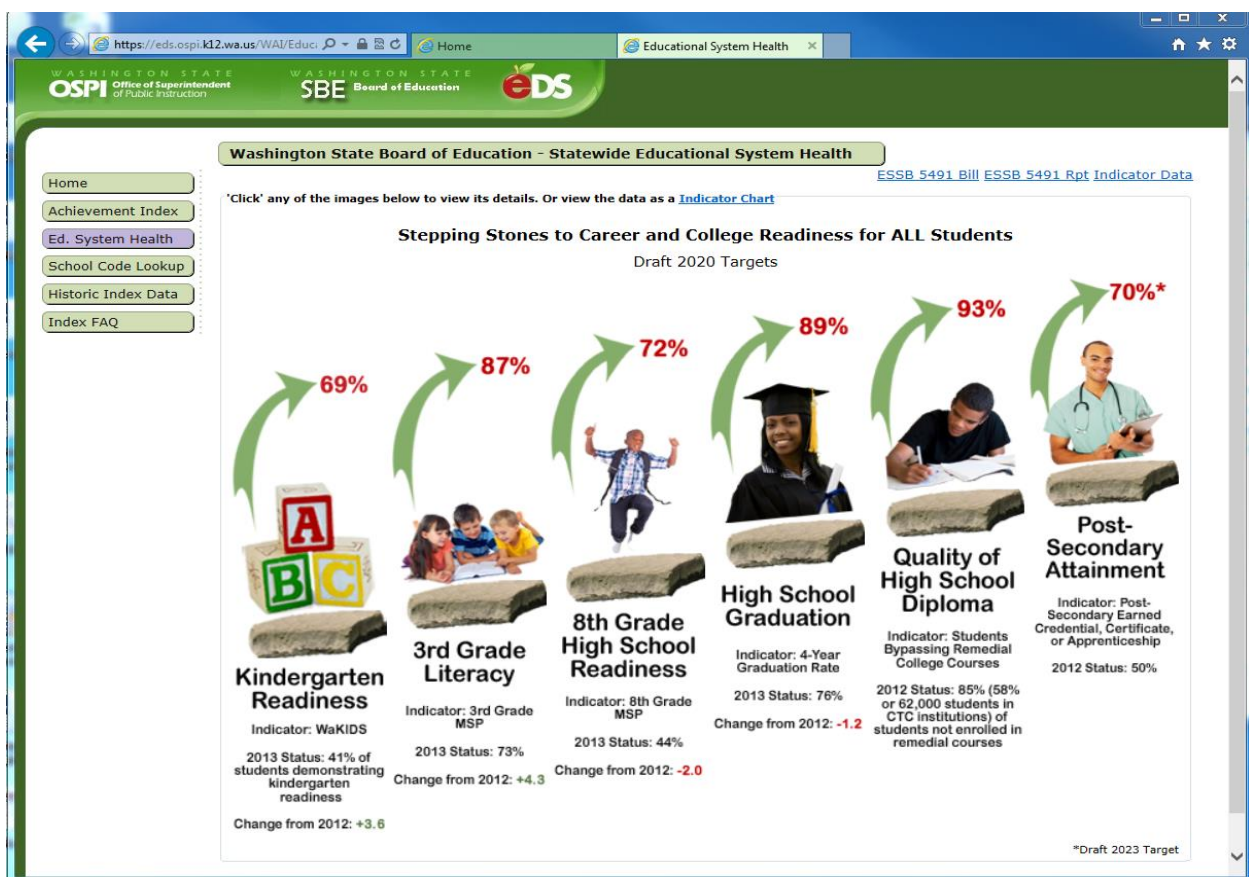 https://eds.ospi.k12.wa.us/WAI/Educ
Home
Educational System Health
WASHINGTON STATE
OSPI Office of Superintendent
of Public Instruction
WASHINGTON STATE
SBE Board of Education
eDS
Washington State Board of Education - Statewide Educational System Health
ESSB 5491 Bill ESSB 5491 Rpt Indicator Data
Home
Achievement Index
Ed. System Health
School Code Lookup
Historic Index Data
Index FAQ
'Click' any of the images below to view its details. Or view the data as a Indicator Chart
Stepping Stones to Career and College Readiness for ALL Students
Draft 2020 Targets
69%
A
B C
Kindergarten
Readiness
Indicator: WaKIDS
2013 Status: 41% of
students demonstrating
kindergarten
readiness
Change from 2012: +3.6
87%
3rd Grade
Literacy
Indicator: 3rd Grade
MSP
2013 Status: 73%
Change from 2012: +4.3
72%
8th Grade
High School
Readiness
Indicator: 8th Grade
MSP
2013 Status: 44%
Change from 2012: -2.0
89%
High School
Graduation
Indicator: 4-Year
Graduation Rate
2013 Status: 76%
Change from 2012: -1.2
93%
Quality of
High School
Diploma
Indicator: Students
Bypassing Remedial
College Courses
2012 Status: 85% (58%
or 62,000 students in
CTC institutions) of
students not enrolled in
remedial courses
70%*
Post-
Secondary
Attainment
Indicator: Post-
Secondary Earned
Credential, Certificate,
or Apprenticeship
2012 Status: 50%
*Draft 2023 Target